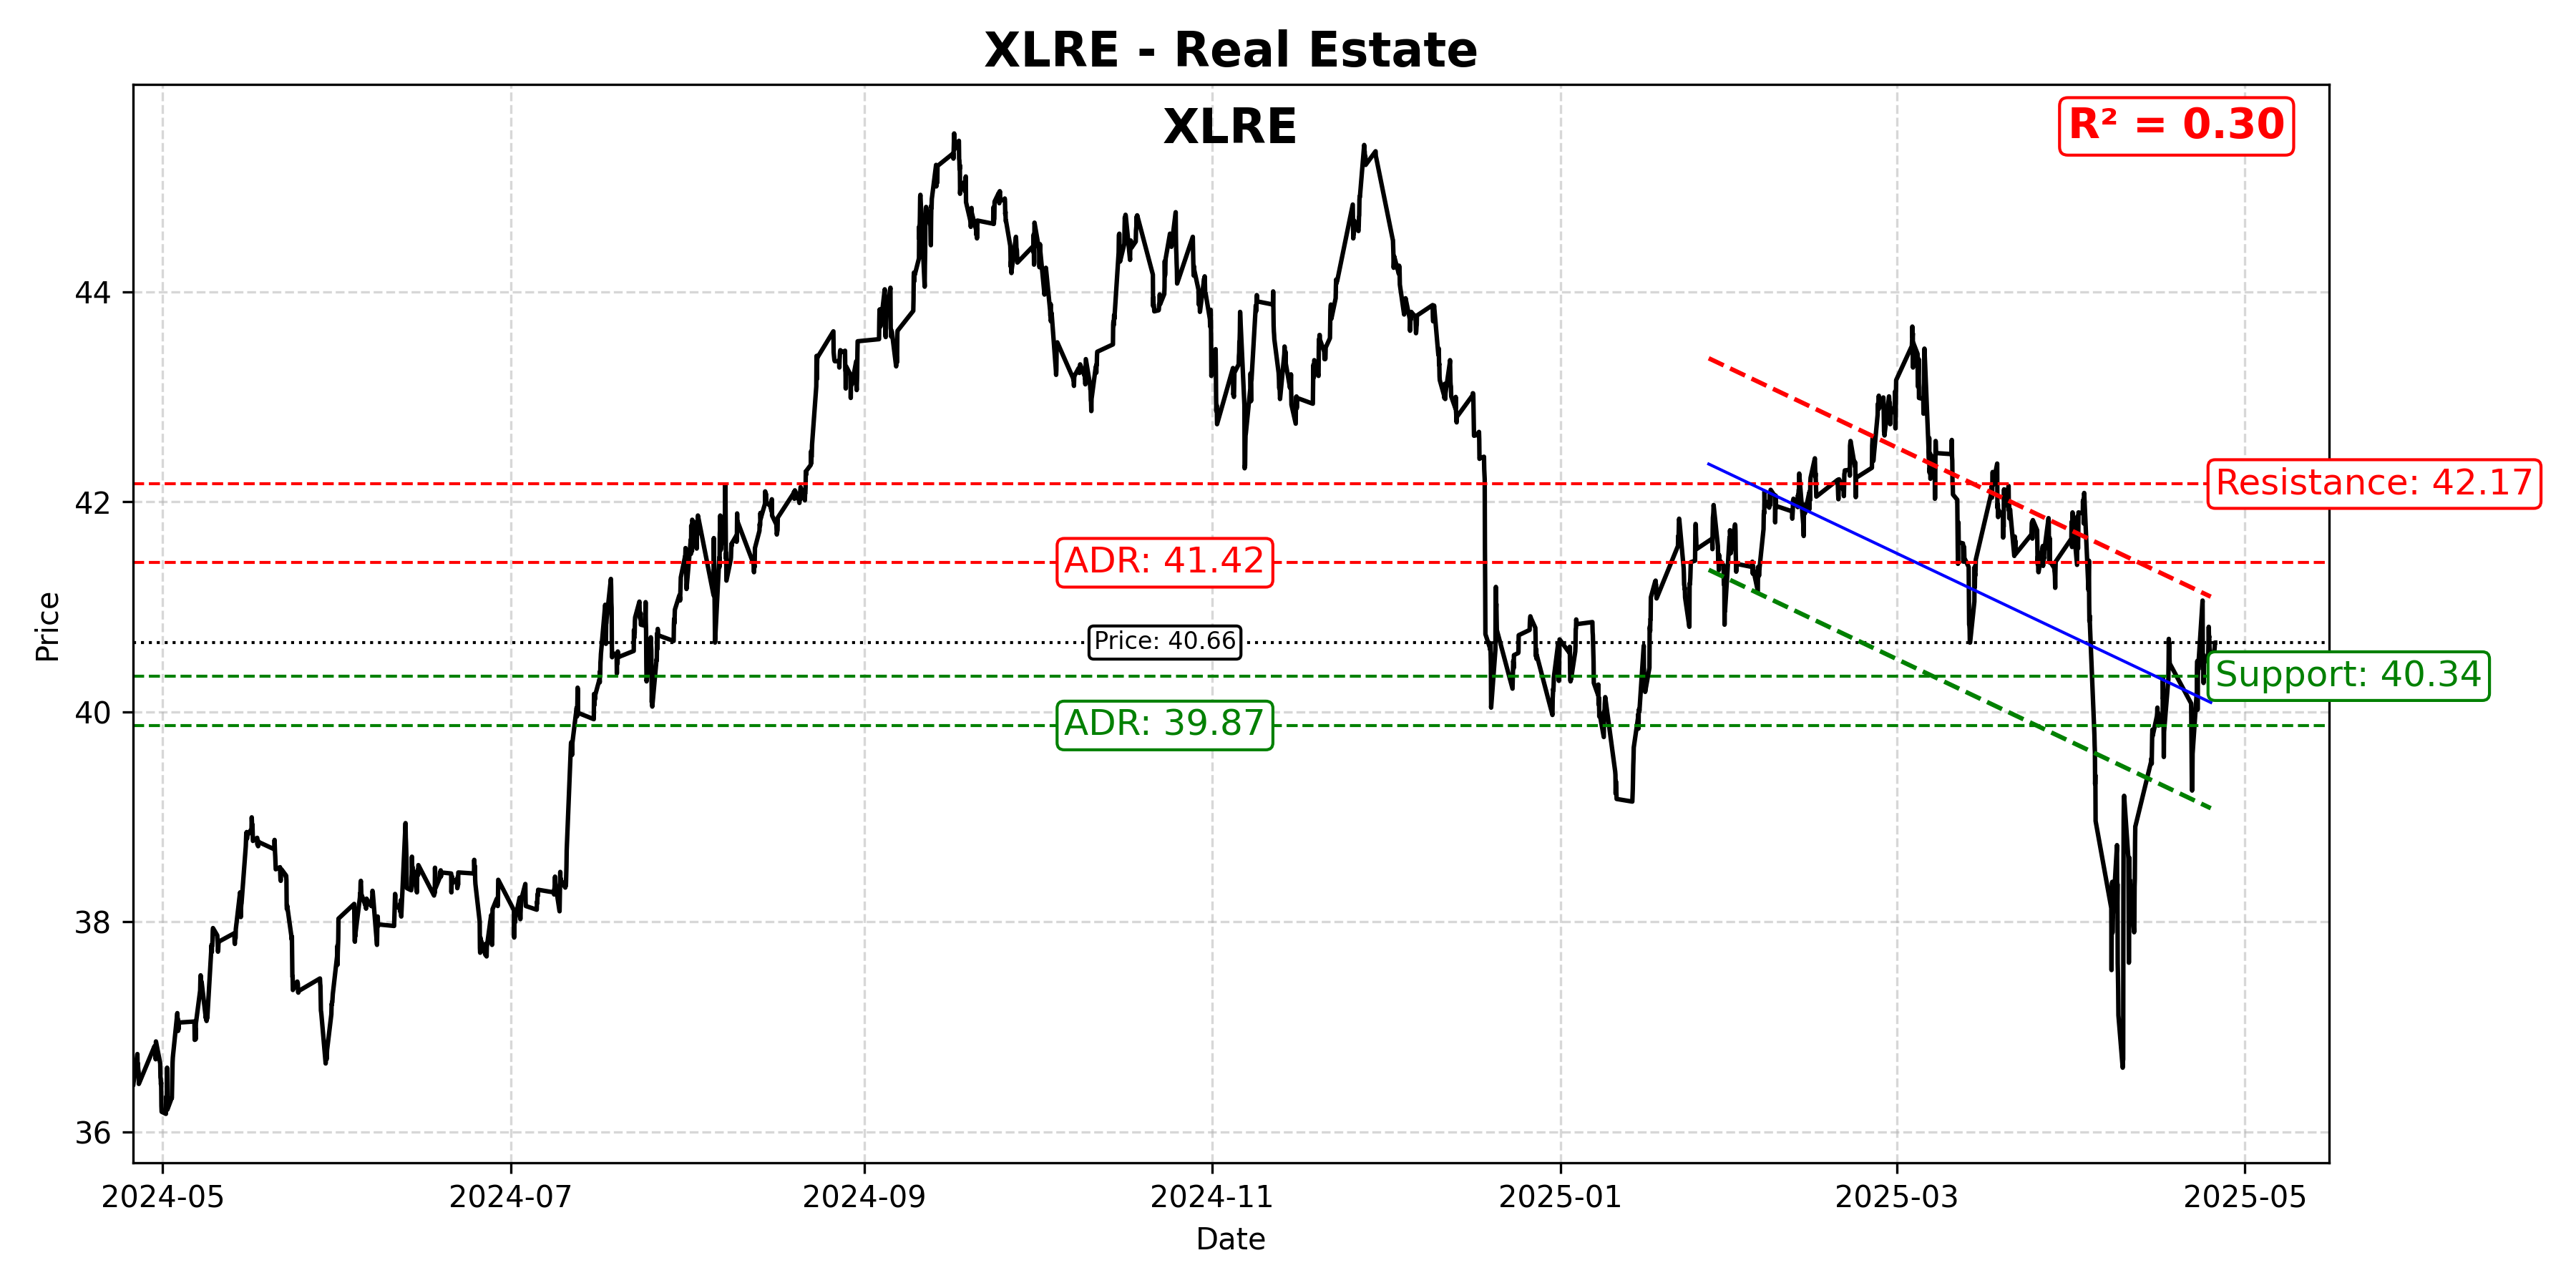 XLRE - Real Estate
XLRE
R² = 0.30
44
42
40
38
36
Price
Resistance: 42.17
ADR: 41.42
Price: 40.66
Support: 40.34
ADR: 39.87
2024-05
2024-07
2024-09
2024-11
2025-01
2025-03
2025-05
Date